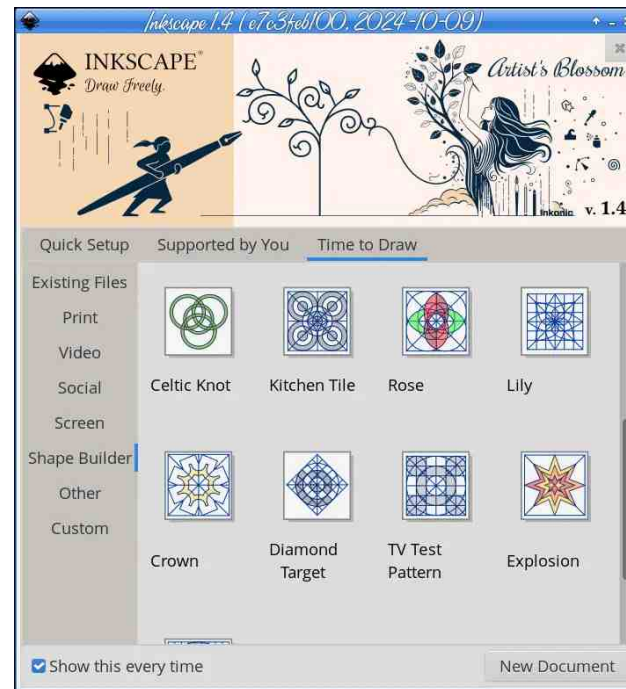 Inkscape 1.4 (e7c3feb100, 2024-10-09)
INKSCAPE®
Draw Freely.
Artist's Blossom
Inkonic v. 1.4
Quick Setup Supported by You Time to Draw
Existing Files
Print
Video
Social
Screen
Shape Builder
Other
Custom
Celtic Knot Kitchen Tile Rose Lily
Crown Diamond Target TV Test Pattern Explosion
Show this every time New Document